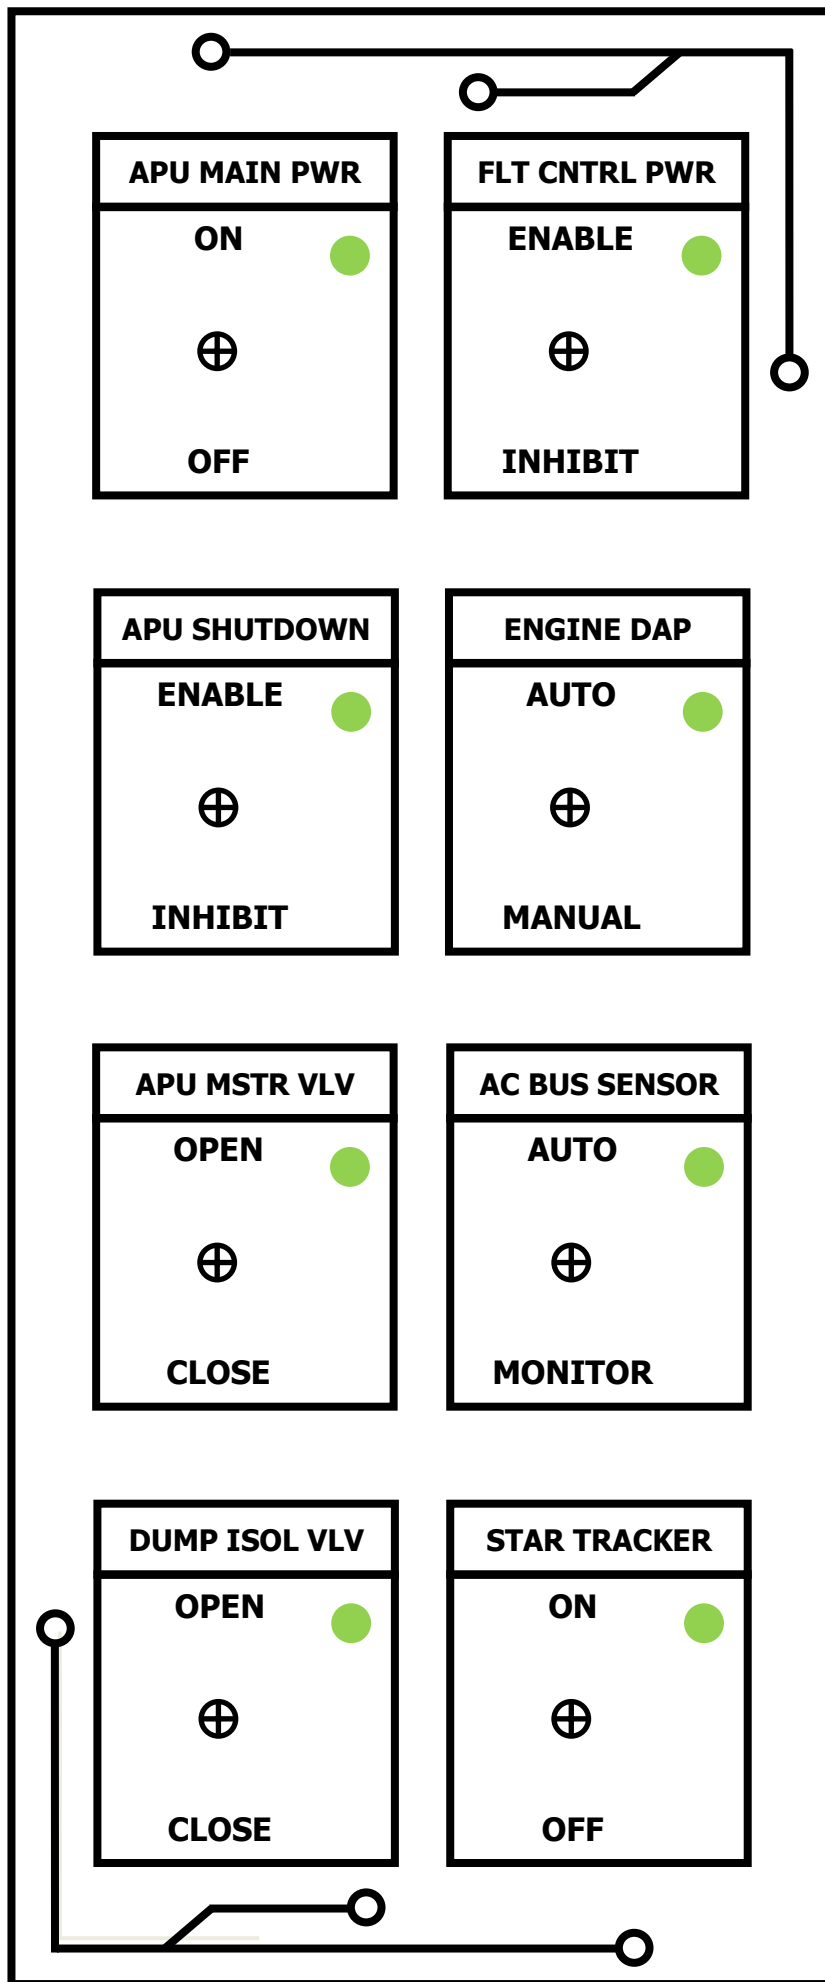 APU MAIN PWR
ON
OFF
FLT CNTRL PWR
ENABLE
INHIBIT
APU SHUTDOWN
ENABLE
INHIBIT
ENGINE DAP
AUTO
MANUAL
APU MSTR VLV
OPEN
CLOSE
AC BUS SENSOR
AUTO
MONITOR
DUMP ISOL VLV
OPEN
CLOSE
STAR TRACKER
ON
OFF